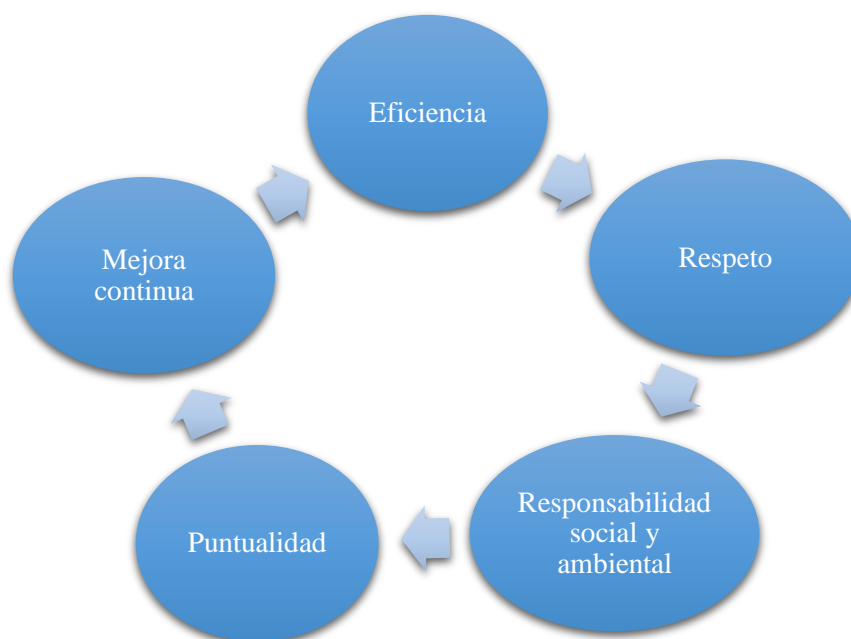 Eficiencia
Respeto
Responsabilidad
social y
ambiental
Puntualidad
Mejora
continua